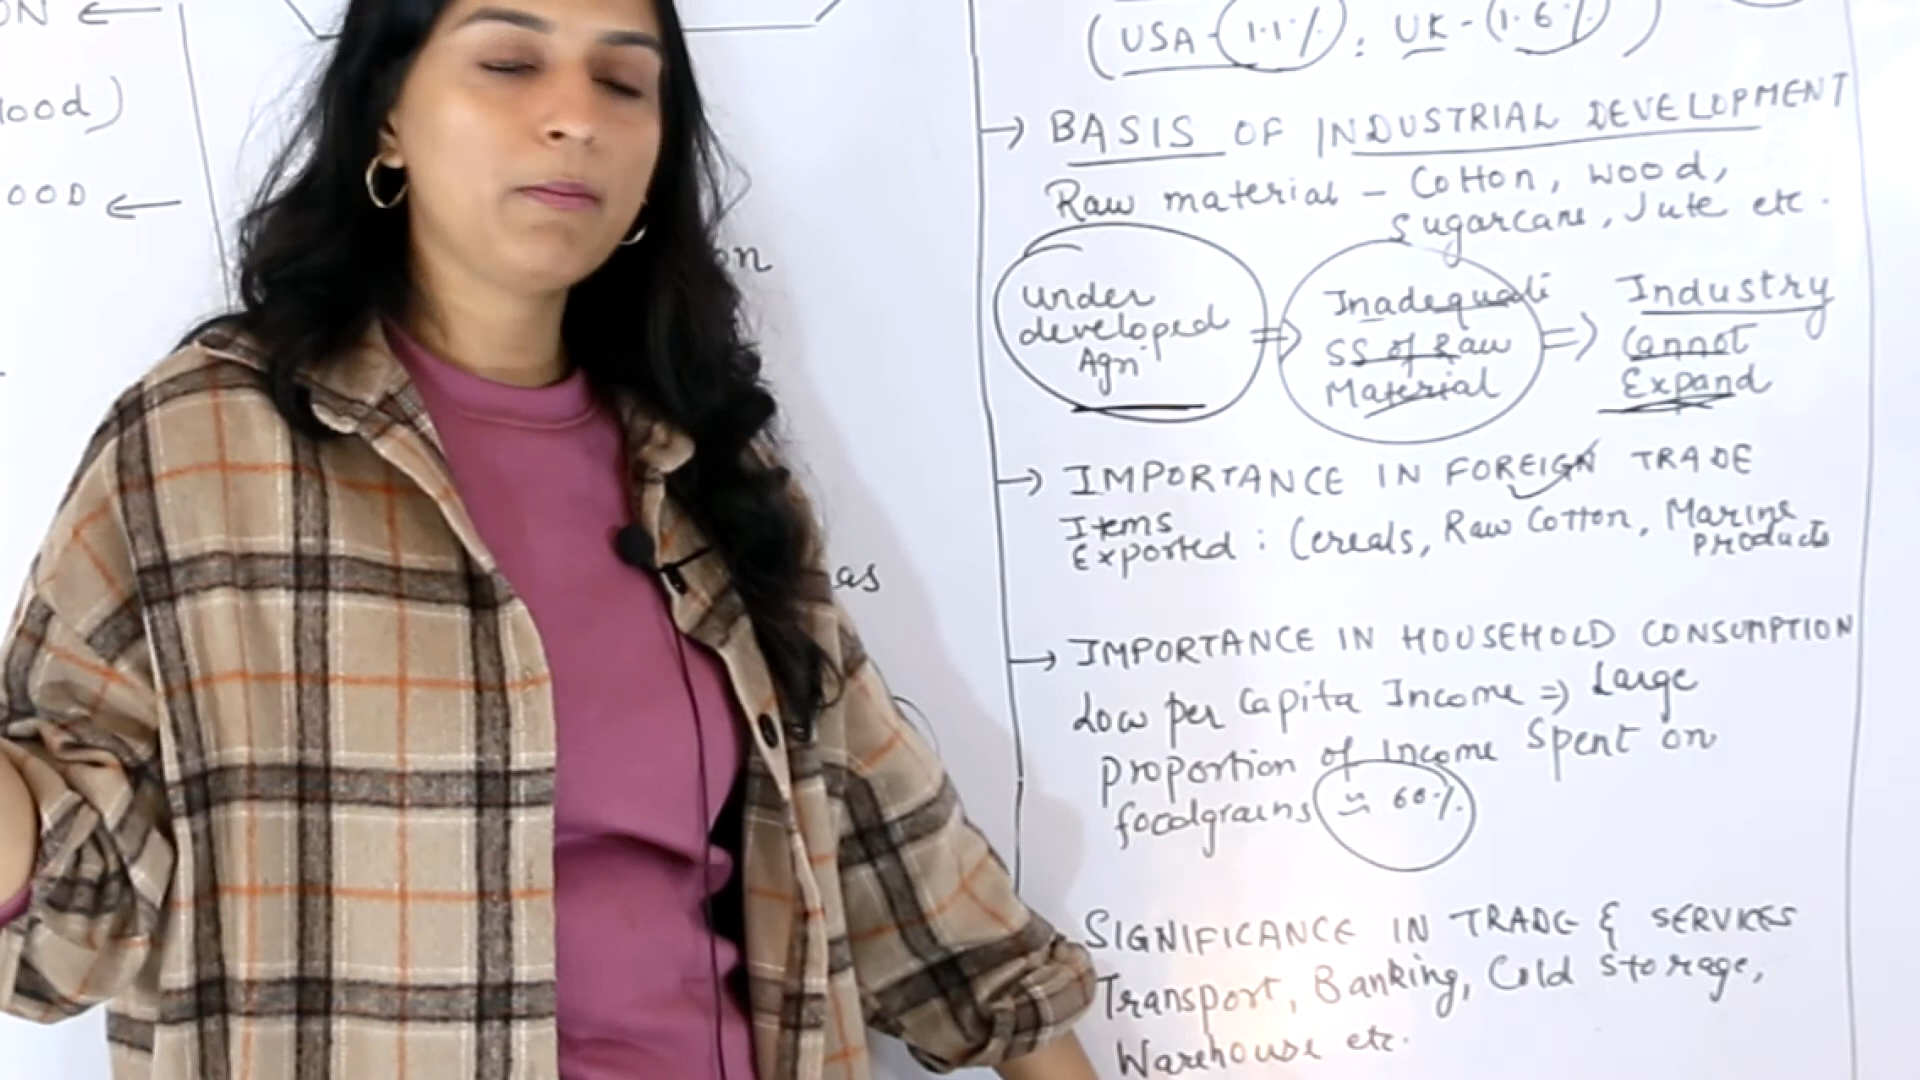 ON ←
lood)
OOD ←
on
as
(USA - 1.1% : UK - 1.6%)
→ BASIS OF INDUSTRIAL DEVELOPMENT
Raw material - Cotton, wood,
Sugarcane, Jute etc.
under developed Agri ⇒ Inadequate SS of Raw Material ⇒ Industry Cannot Expand
→ IMPORTANCE IN FOREIGN TRADE
Items Exported : Cereals, Raw Cotton, Marine Products
→ IMPORTANCE IN HOUSEHOLD CONSUMPTION
Low per Capita Income ⇒ Large
proportion of Income Spent on
foodgrains ≈ 60%.
SIGNIFICANCE IN TRADE & SERVICES
Transport, Banking, Cold Storage,
Warehouse etc.